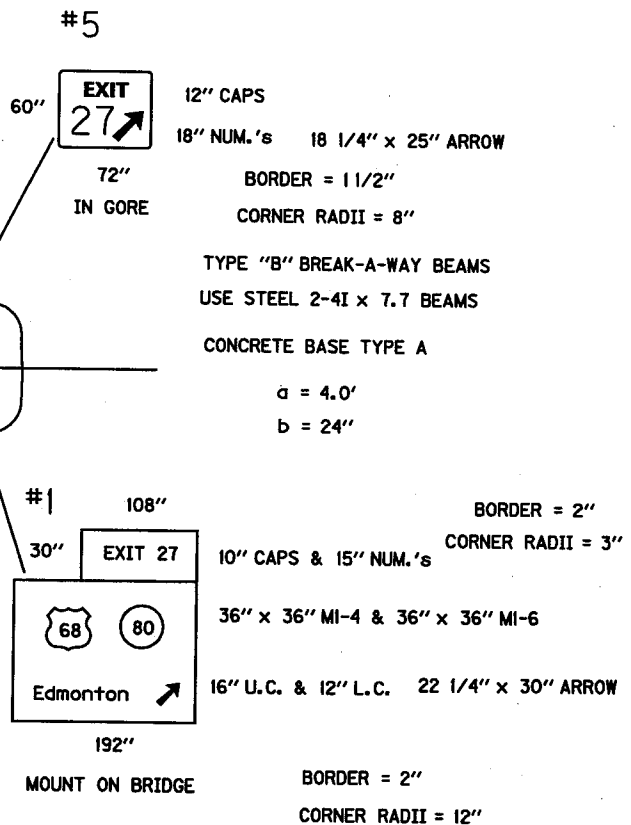 #5
60" EXIT 12" CAPS
27 18" NUM.'s 18 1/4" x 25" ARROW
72" BORDER = 1 1/2"
IN GORE CORNER RADII = 8"
TYPE "B" BREAK-A-WAY BEAMS
USE STEEL 2-4I x 7.7 BEAMS
CONCRETE BASE TYPE A
a = 4.0'
b = 24"
#1 108" BORDER = 2"
30" EXIT 27 10" CAPS & 15" NUM.'s CORNER RADII = 3"
68 80 36" x 36" M1-4 & 36" x 36" M1-6
Edmonton 16" U.C. & 12" L.C. 22 1/4" x 30" ARROW
192"
MOUNT ON BRIDGE BORDER = 2"
CORNER RADII = 12"